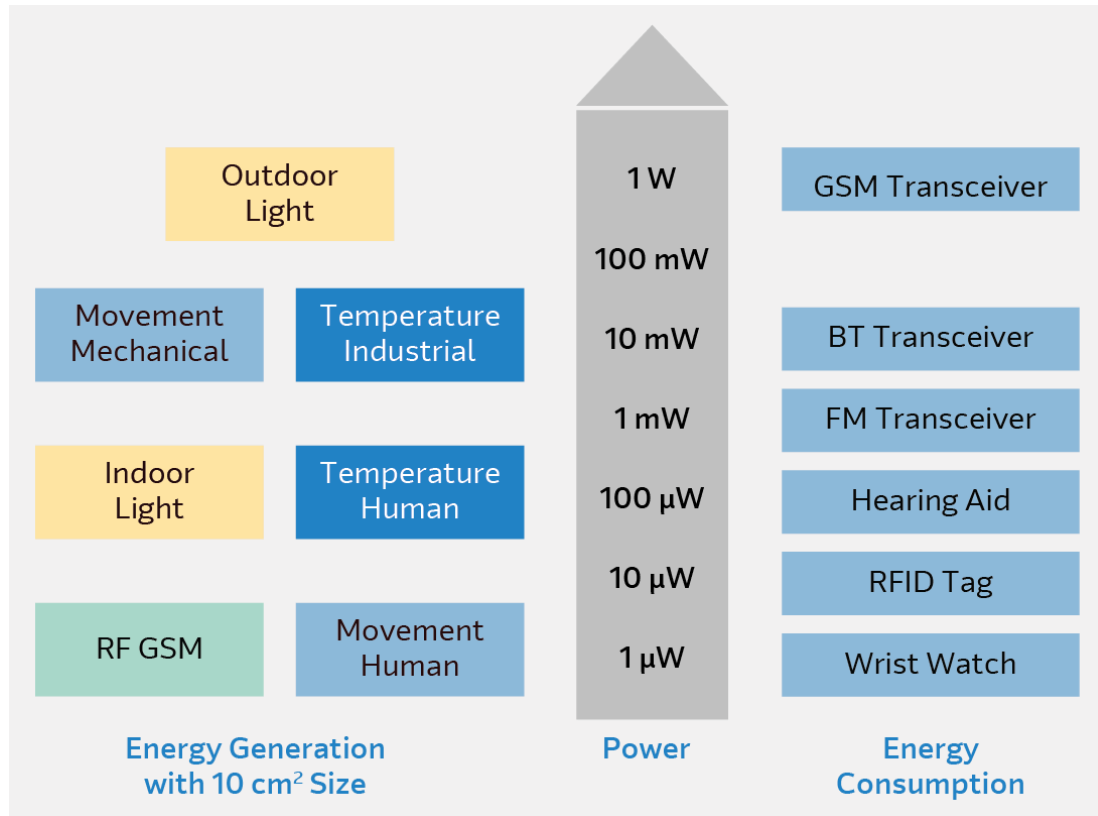 Outdoor
Light
Movement
Mechanical
Temperature
Industrial
Indoor
Light
Temperature
Human
RF GSM
Movement
Human
Energy Generation
with 10 cm² Size
1 W
100 mW
10 mW
1 mW
100 µW
10 µW
1 µW
Power
GSM Transceiver
BT Transceiver
FM Transceiver
Hearing Aid
RFID Tag
Wrist Watch
Energy
Consumption